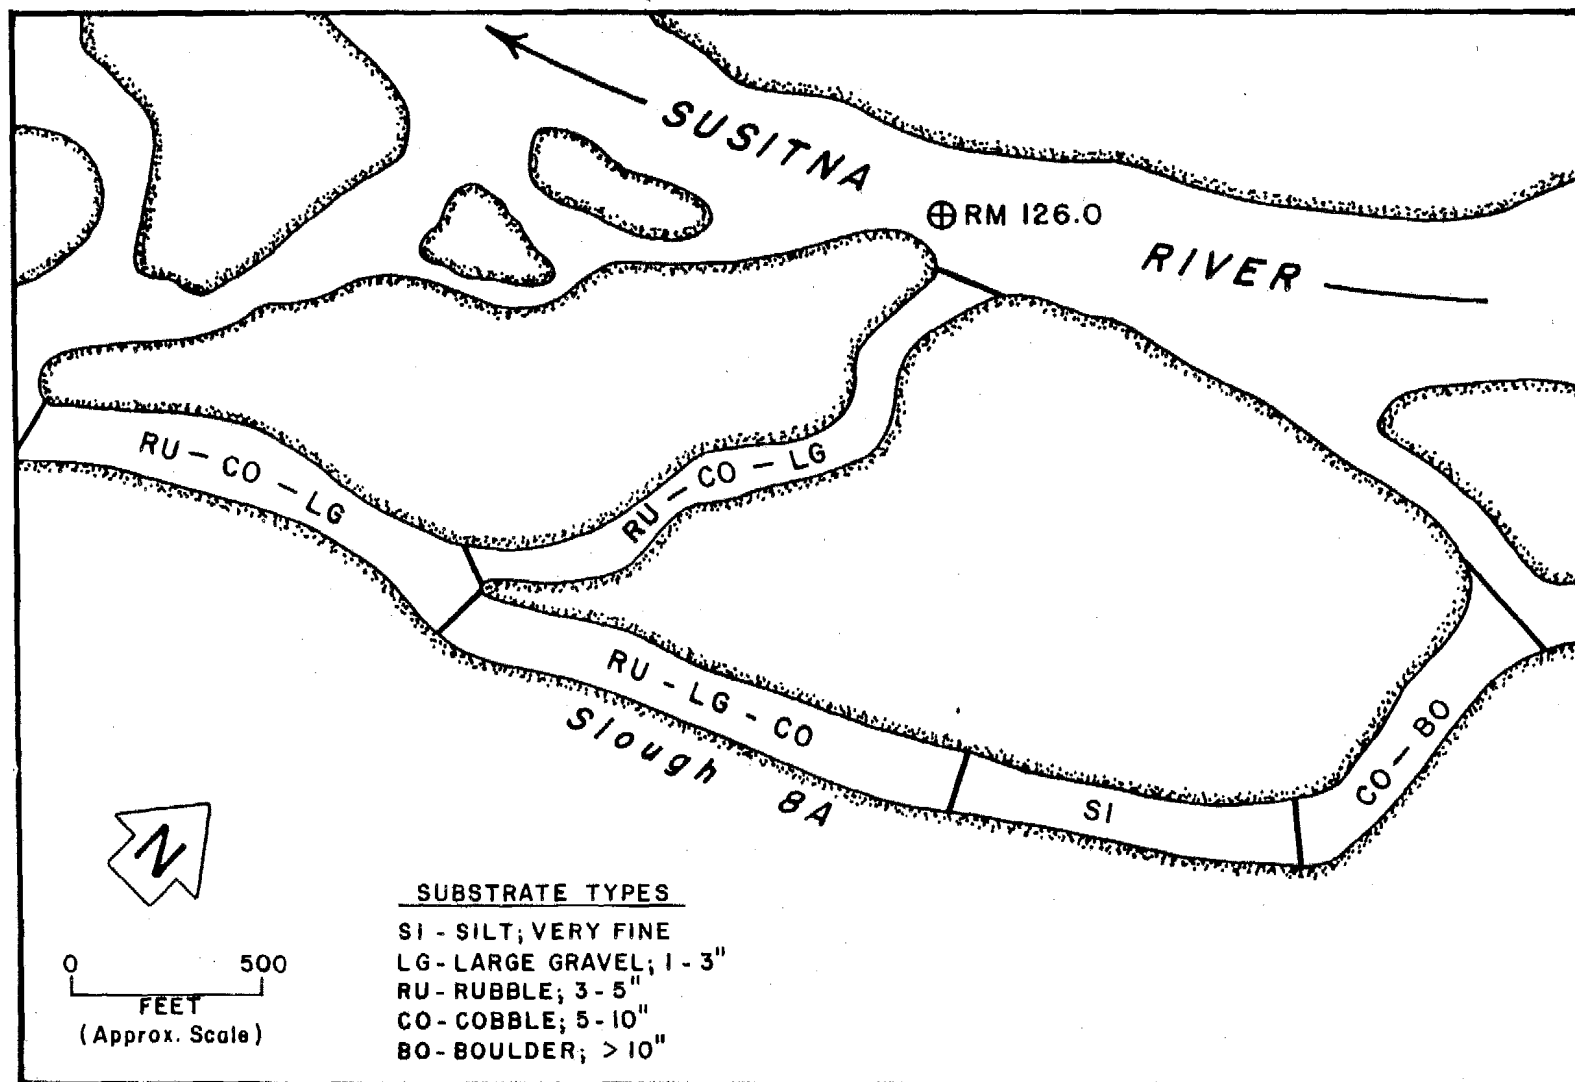 SUSITNA
RM 126.0
RIVER
RU - CO - LG
RU - CO - LG
RU - LG - CO
CO - BO
SI
Slough 8A
N
SUBSTRATE TYPES
SI - SILT; VERY FINE
LG - LARGE GRAVEL; 1 - 3"
RU - RUBBLE; 3 - 5"
CO - COBBLE; 5 - 10"
BO - BOULDER; > 10"
0 500
FEET
(Approx. Scale)